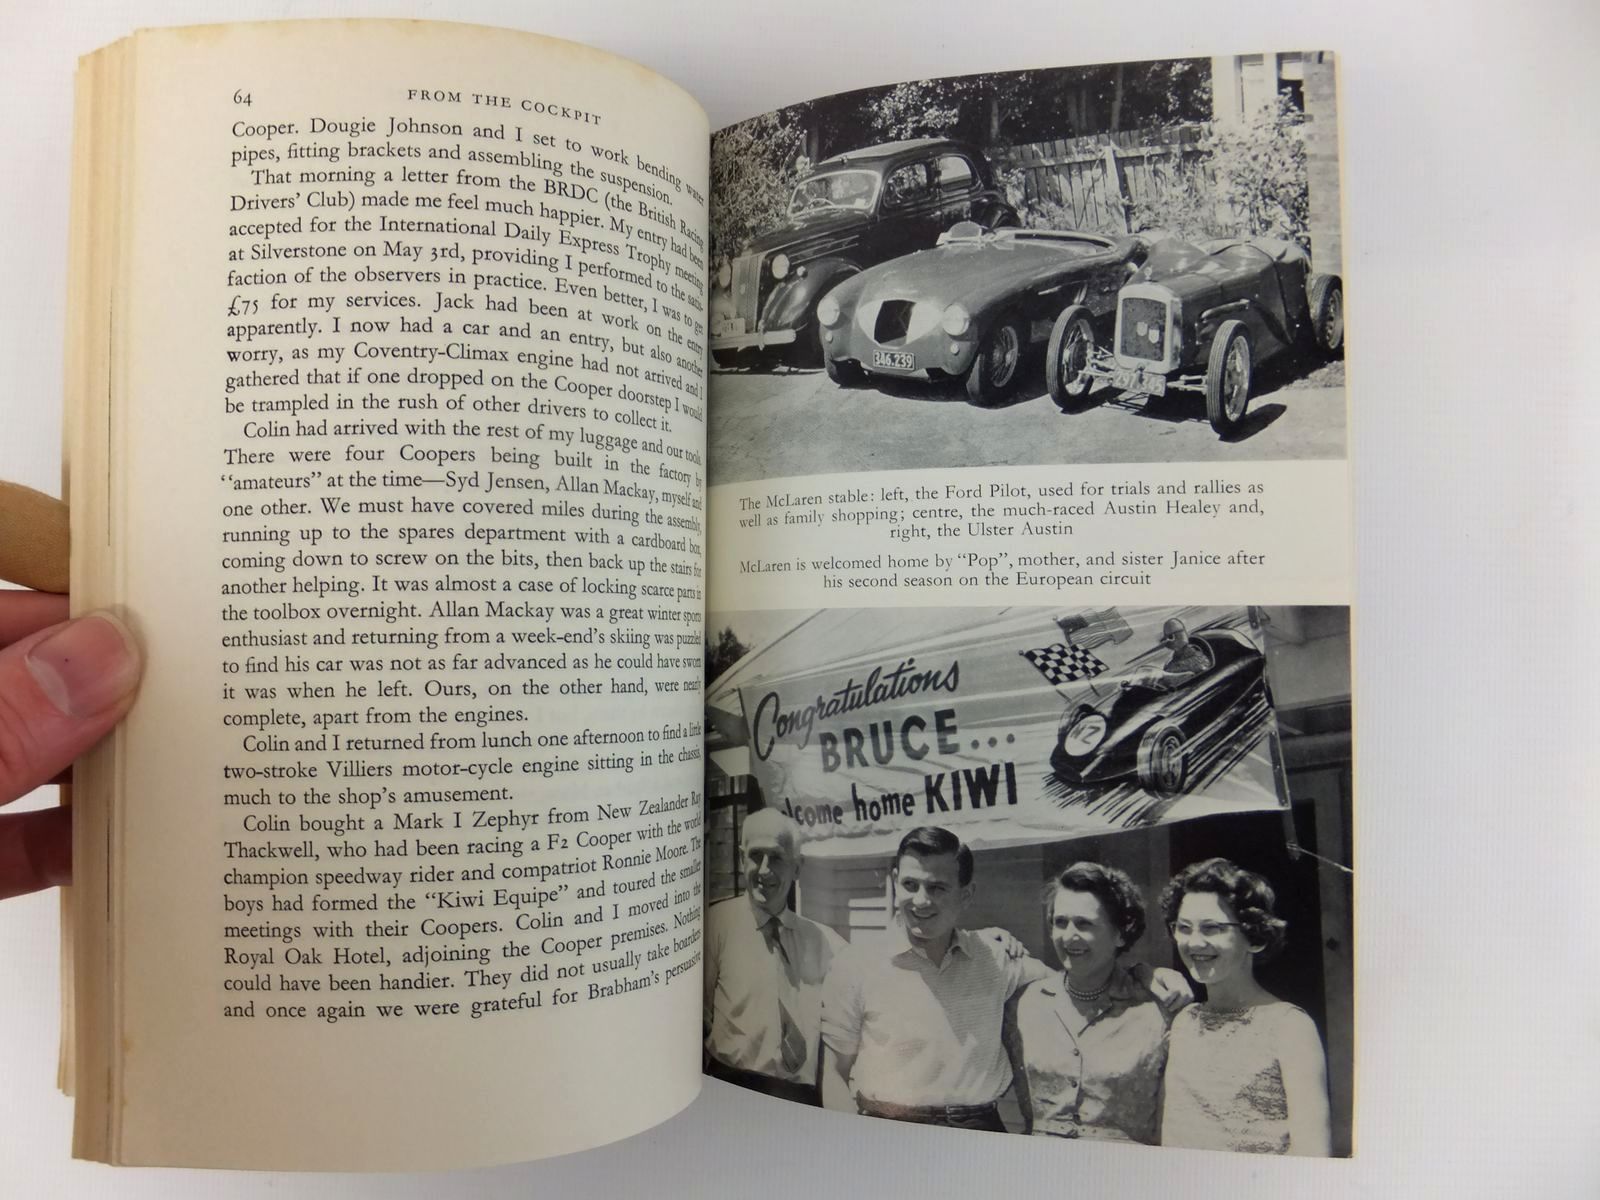 64
FROM THE COCKPIT
Cooper. Dougie Johnson and I set to work bending water
pipes, fitting brackets and assembling the suspension.
That morning a letter from the BRDC (the British Racing
Drivers' Club) made me feel much happier. My entry had been
accepted for the International Daily Express Trophy meeting
at Silverstone on May 3rd, providing I performed to the satis-
faction of the observers in practice. Even better, I was to get
£75 for my services. Jack had been at work on the entry
apparently. I now had a car and an entry, but also another
worry, as my Coventry-Climax engine had not arrived and I
gathered that if one dropped on the Cooper doorstep I would
be trampled in the rush of other drivers to collect it.
Colin had arrived with the rest of my luggage and our tools.
There were four Coopers being built in the factory by
"amateurs" at the time—Syd Jensen, Allan Mackay, myself and
one other. We must have covered miles during the assembly,
running up to the spares department with a cardboard box,
coming down to screw on the bits, then back up the stairs for
another helping. It was almost a case of locking scarce parts in
the toolbox overnight. Allan Mackay was a great winter sports
enthusiast and returning from a week-end's skiing was puzzled
to find his car was not as far advanced as he could have sworn
it was when he left. Ours, on the other hand, were nearly
complete, apart from the engines.
Colin and I returned from lunch one afternoon to find a little
two-stroke Villiers motor-cycle engine sitting in the chassis,
much to the shop's amusement.
Colin bought a Mark I Zephyr from New Zealander Ray
Thackwell, who had been racing a F2 Cooper with the world
champion speedway rider and compatriot Ronnie Moore. The
boys had formed the "Kiwi Equipe" and toured the smaller
meetings with their Coopers. Colin and I moved into the
Royal Oak Hotel, adjoining the Cooper premises. Nothing
could have been handier. They did not usually take boarders
and once again we were grateful for Brabham's persuasive
346.239
The McLaren stable: left, the Ford Pilot, used for trials and rallies as
well as family shopping; centre, the much-raced Austin Healey and,
right, the Ulster Austin
McLaren is welcomed home by "Pop", mother, and sister Janice after
his second season on the European circuit
Congratulations
BRUCE...
home KIWI
NZ